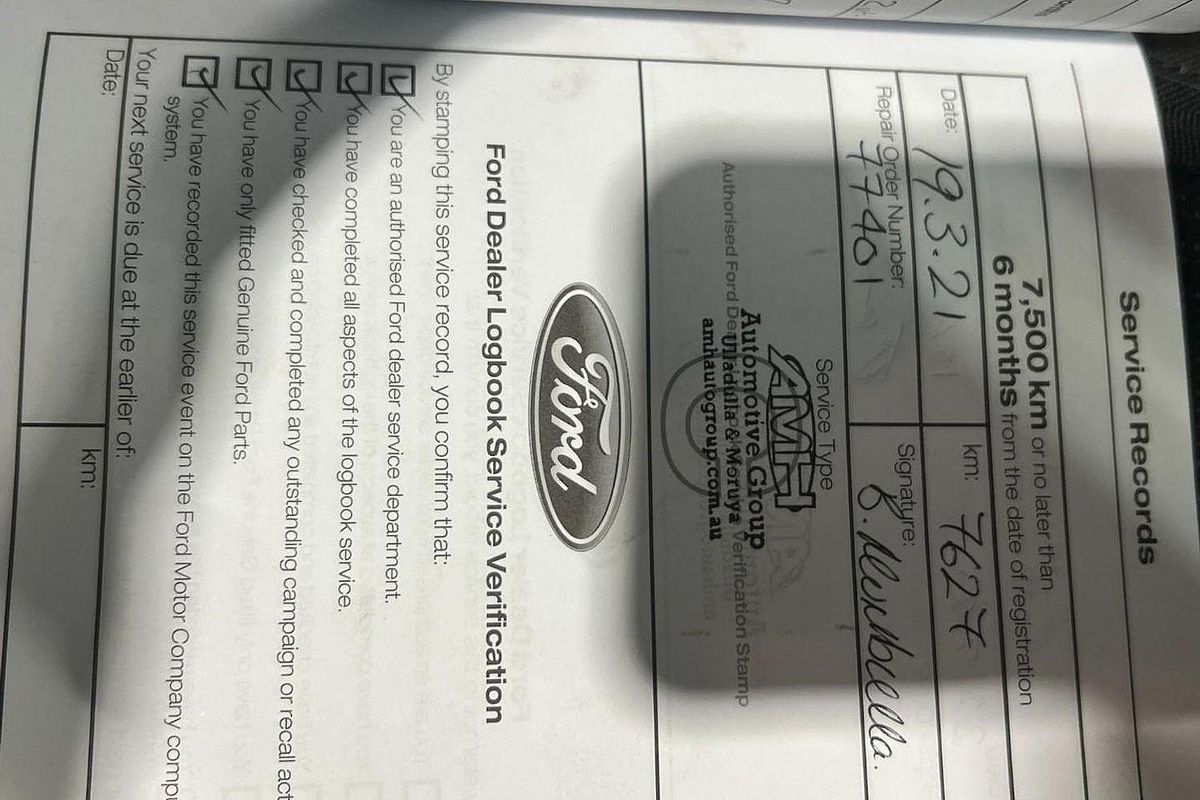 Service Records
7,500 km or no later than
6 months from the date of registration
Date: 19.3.21 km: 7627
Repair Order Number: 77401 Signature:
Service Type
AMH
Automotive Group
Ulladulla & Moruya
amhautogroup.com.au
Authorised Ford Verification Stamp
Ford
Ford Dealer Logbook Service Verification
By stamping this service record, you confirm that:
You are an authorised Ford dealer service department.
You have completed all aspects of the logbook service.
You have checked and completed any outstanding campaign or recall act
You have only fitted Genuine Ford Parts.
You have recorded this service event on the Ford Motor Company compu
system.
Your next service is due at the earlier of:
Date: km: